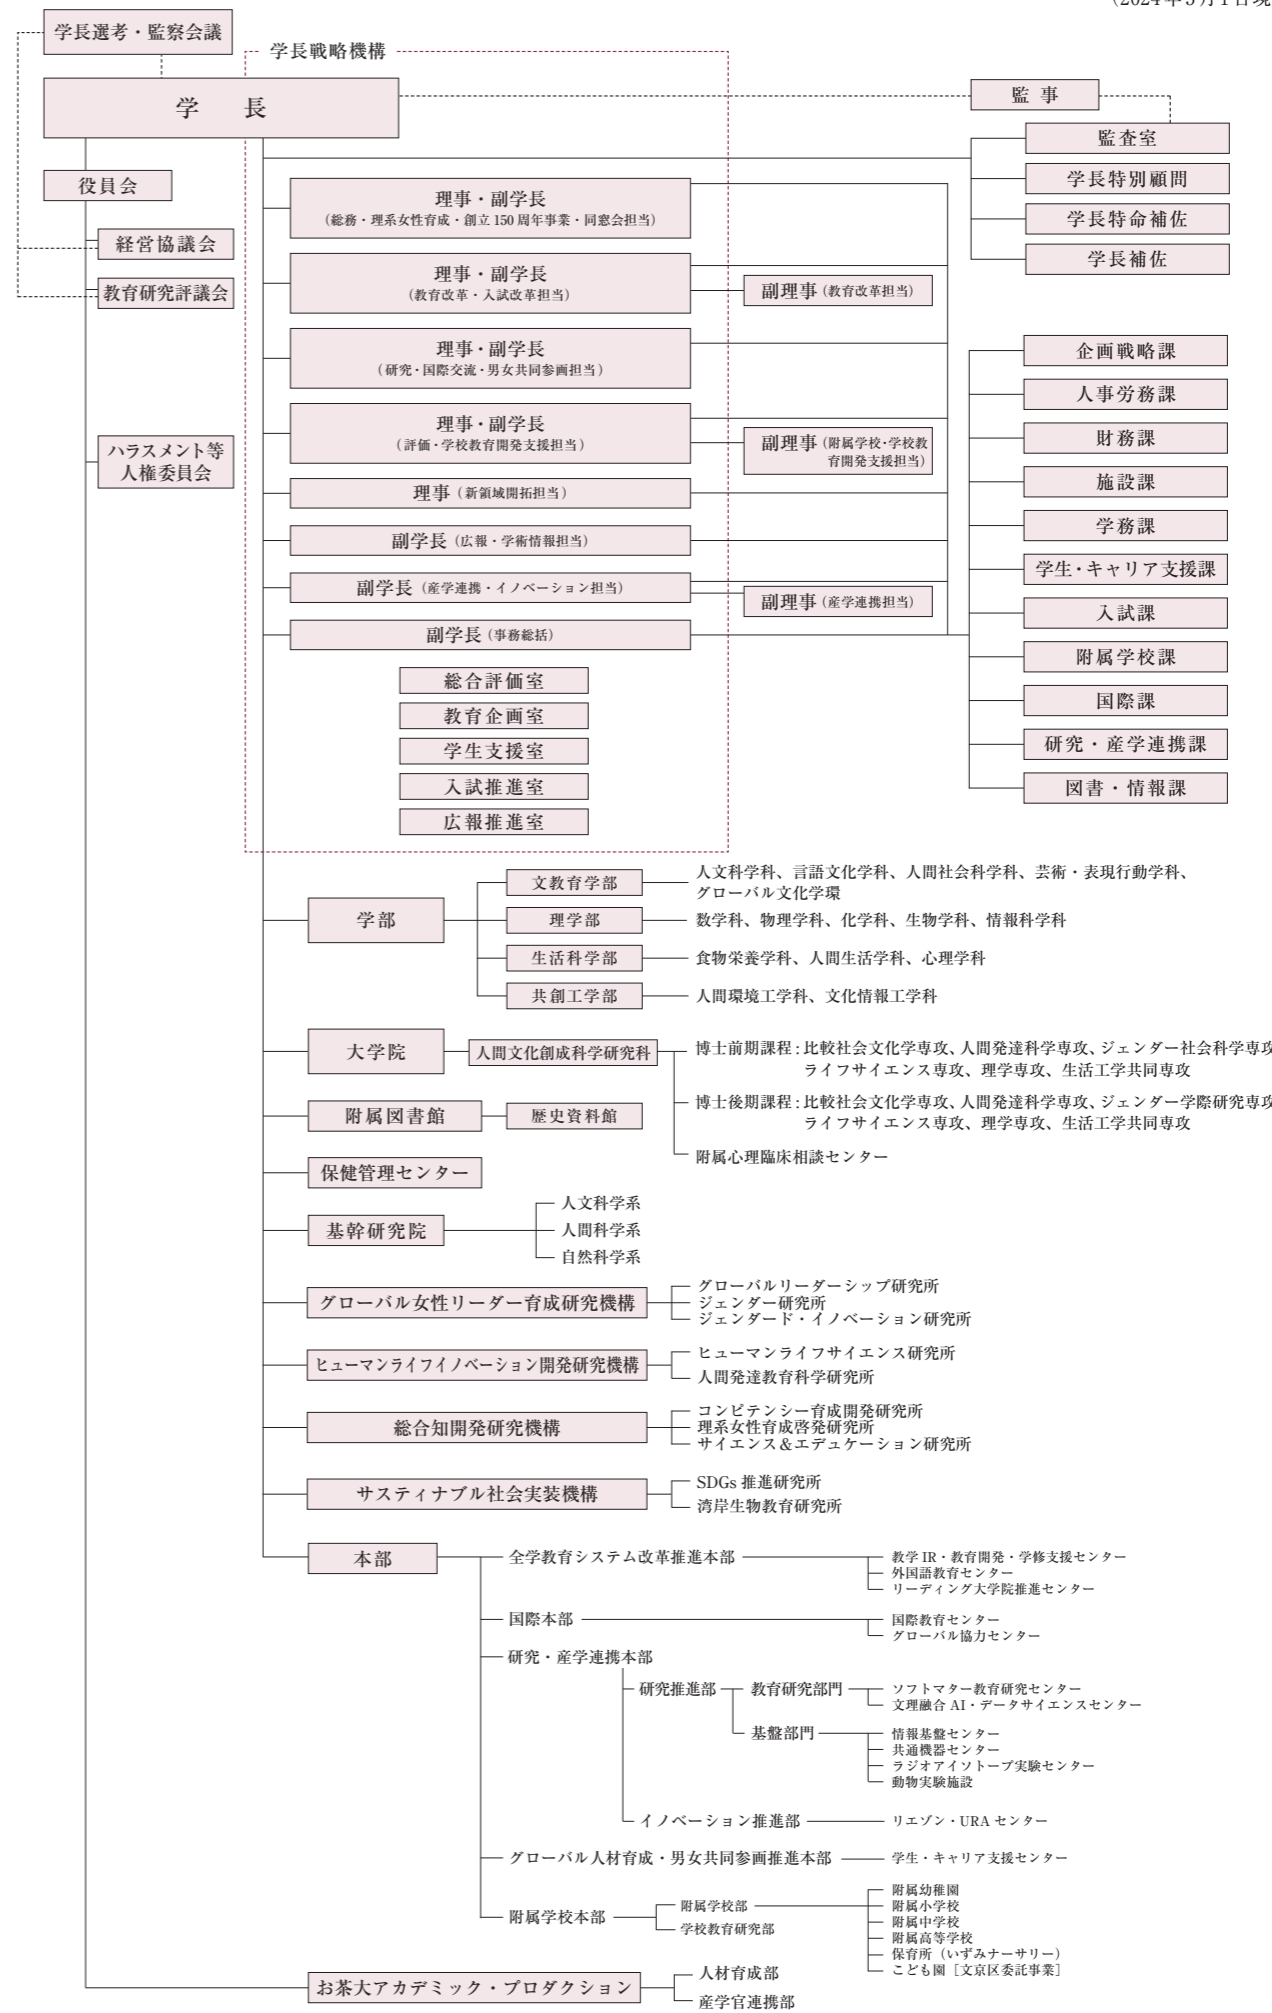 (2024年5月1日現
学長選考・監察会議
学長戦略機構
学 長
監 事
監査室
役員会
学長特別顧問
理事・副学長
(総務・理系女性育成・創立150周年事業・同窓会担当)
学長特命補佐
経営協議会
学長補佐
理事・副学長
(教育改革・入試改革担当)
副理事(教育改革担当)
教育研究評議会
理事・副学長
(研究・国際交流・男女共同参画担当)
企画戦略課
人事労務課
理事・副学長
(評価・学校教育開発支援担当)
副理事(附属学校・学校教
育開発支援担当)
財務課
ハラスメント等
人権委員会
施設課
理事(新領域開拓担当)
学務課
副学長(広報・学術情報担当)
学生・キャリア支援課
副学長(産学連携・イノベーション担当)
副理事(産学連携担当)
入試課
副学長(事務総括)
附属学校課
総合評価室
国際課
教育企画室
研究・産学連携課
学生支援室
図書・情報課
入試推進室
広報推進室
学部
文教育学部
人文科学科、言語文化学科、人間社会科学科、芸術・表現行動学科、
グローバル文化学環
理学部
数学科、物理学科、化学科、生物学科、情報科学科
生活科学部
食物栄養学科、人間生活学科、心理学科
共創工学部
人間環境工学科、文化情報工学科
大学院
人間文化創成科学研究科
博士前期課程:比較社会文化学専攻、人間発達科学専攻、ジェンダー社会科学専攻
ライフサイエンス専攻、理学専攻、生活工学共同専攻
博士後期課程:比較社会文化学専攻、人間発達科学専攻、ジェンダー学際研究専攻
ライフサイエンス専攻、理学専攻、生活工学共同専攻
附属心理臨床相談センター
附属図書館
歴史資料館
保健管理センター
基幹研究院
人文科学系
人間科学系
自然科学系
グローバル女性リーダー育成研究機構
グローバルリーダーシップ研究所
ジェンダー研究所
ジェンダード・イノベーション研究所
ヒューマンライフイノベーション開発研究機構
ヒューマンライフサイエンス研究所
人間発達教育科学研究所
総合知開発研究機構
コンピテンシー育成開発研究所
理系女性育成啓発研究所
サイエンス&エデュケーション研究所
サスティナブル社会実装機構
SDGs推進研究所
湾岸生物教育研究所
本部
全学教育システム改革推進本部
教学IR・教育開発・学修支援センター
外国語教育センター
リーディング大学院推進センター
国際本部
国際教育センター
グローバル協力センター
研究・産学連携本部
研究推進部
教育研究部門
ソフトマター教育研究センター
文理融合AI・データサイエンスセンター
基盤部門
情報基盤センター
共通機器センター
ラジオアイソトープ実験センター
動物実験施設
イノベーション推進部
リエゾン・URAセンター
グローバル人材育成・男女共同参画推進本部
学生・キャリア支援センター
附属学校本部
附属学校部
学校教育研究部
附属幼稚園
附属小学校
附属中学校
附属高等学校
保育所(いずみナーサリー)
こども園[文京区委託事業]
お茶大アカデミック・プロダクション
人材育成部
産学官連携部